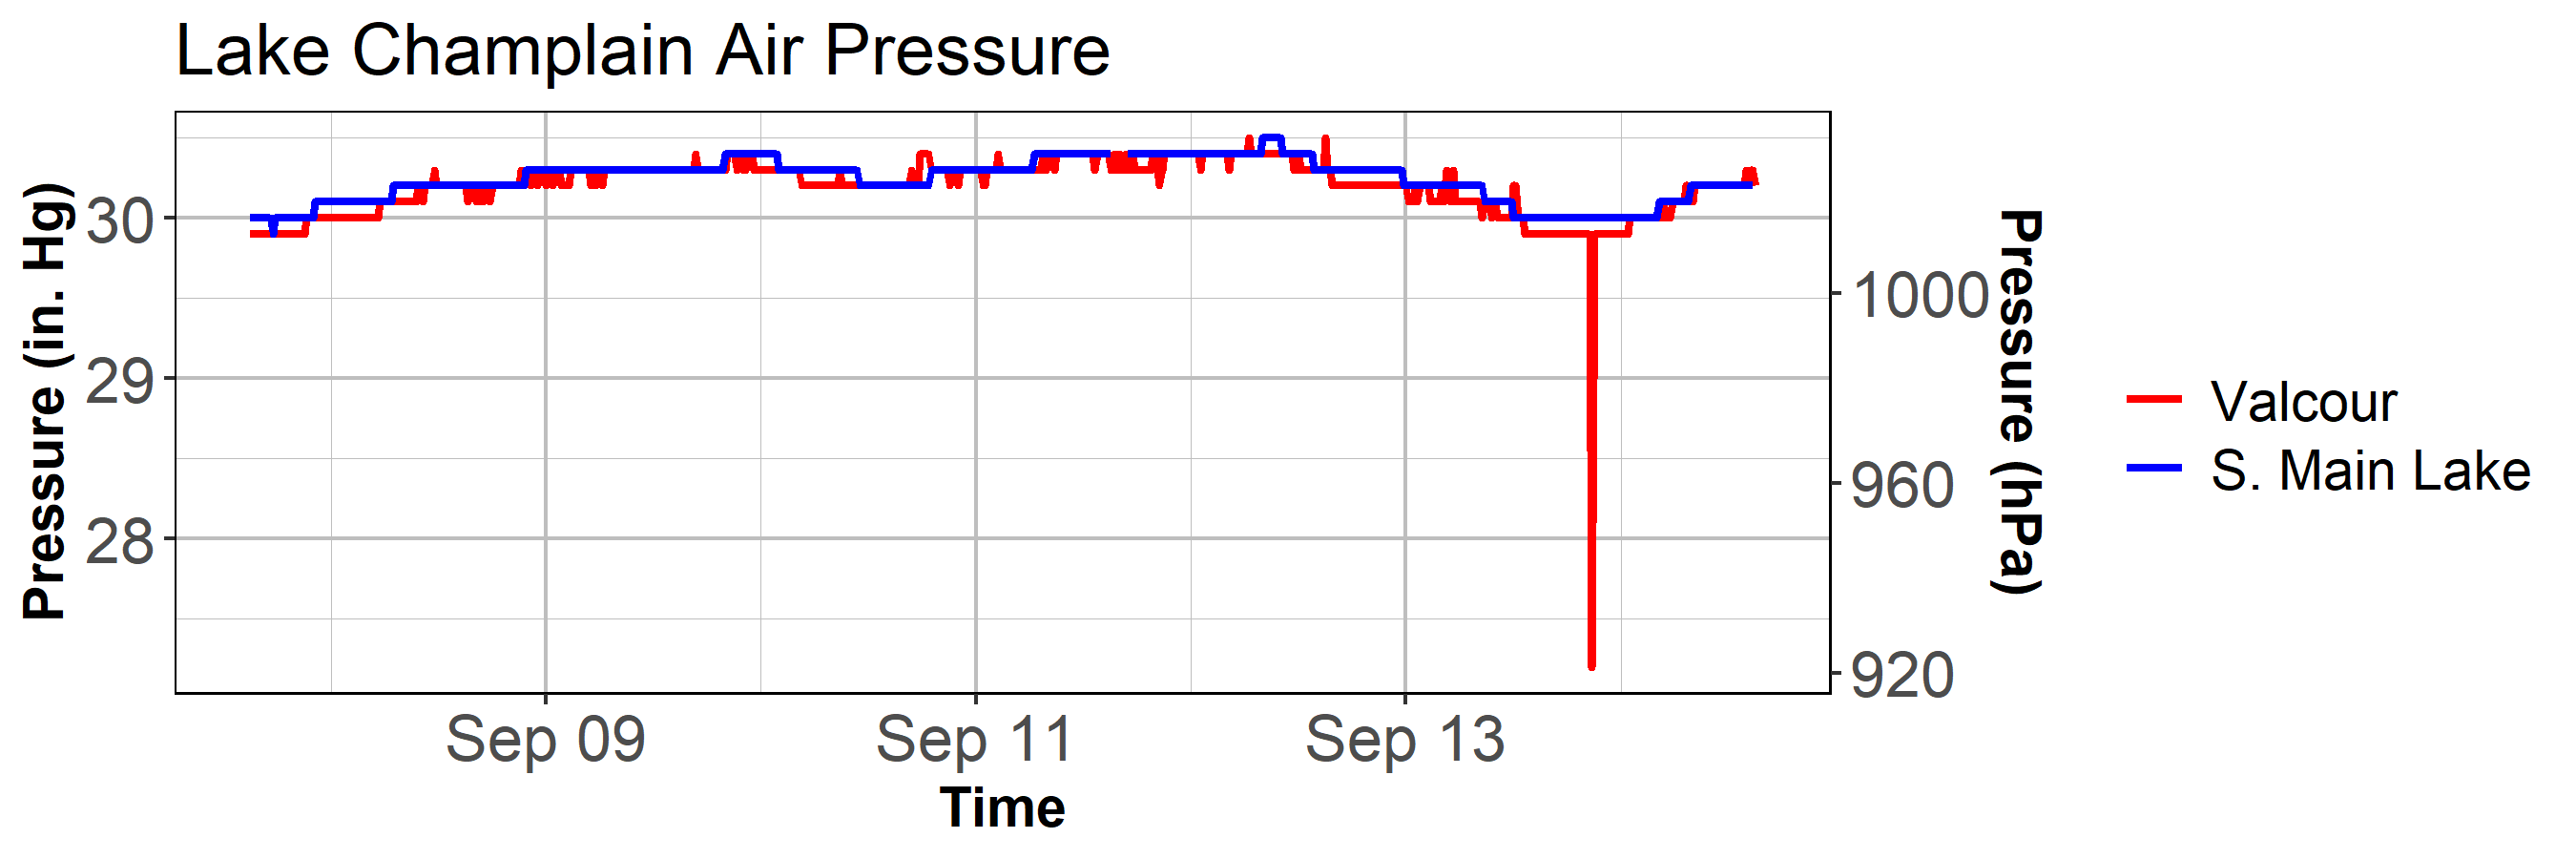 Lake Champlain Air Pressure
Pressure (in. Hg)
30
29
28
1000
960
920
Pressure (hPa)
Sep 09
Sep 11
Sep 13
Time
Valcour
S. Main Lake